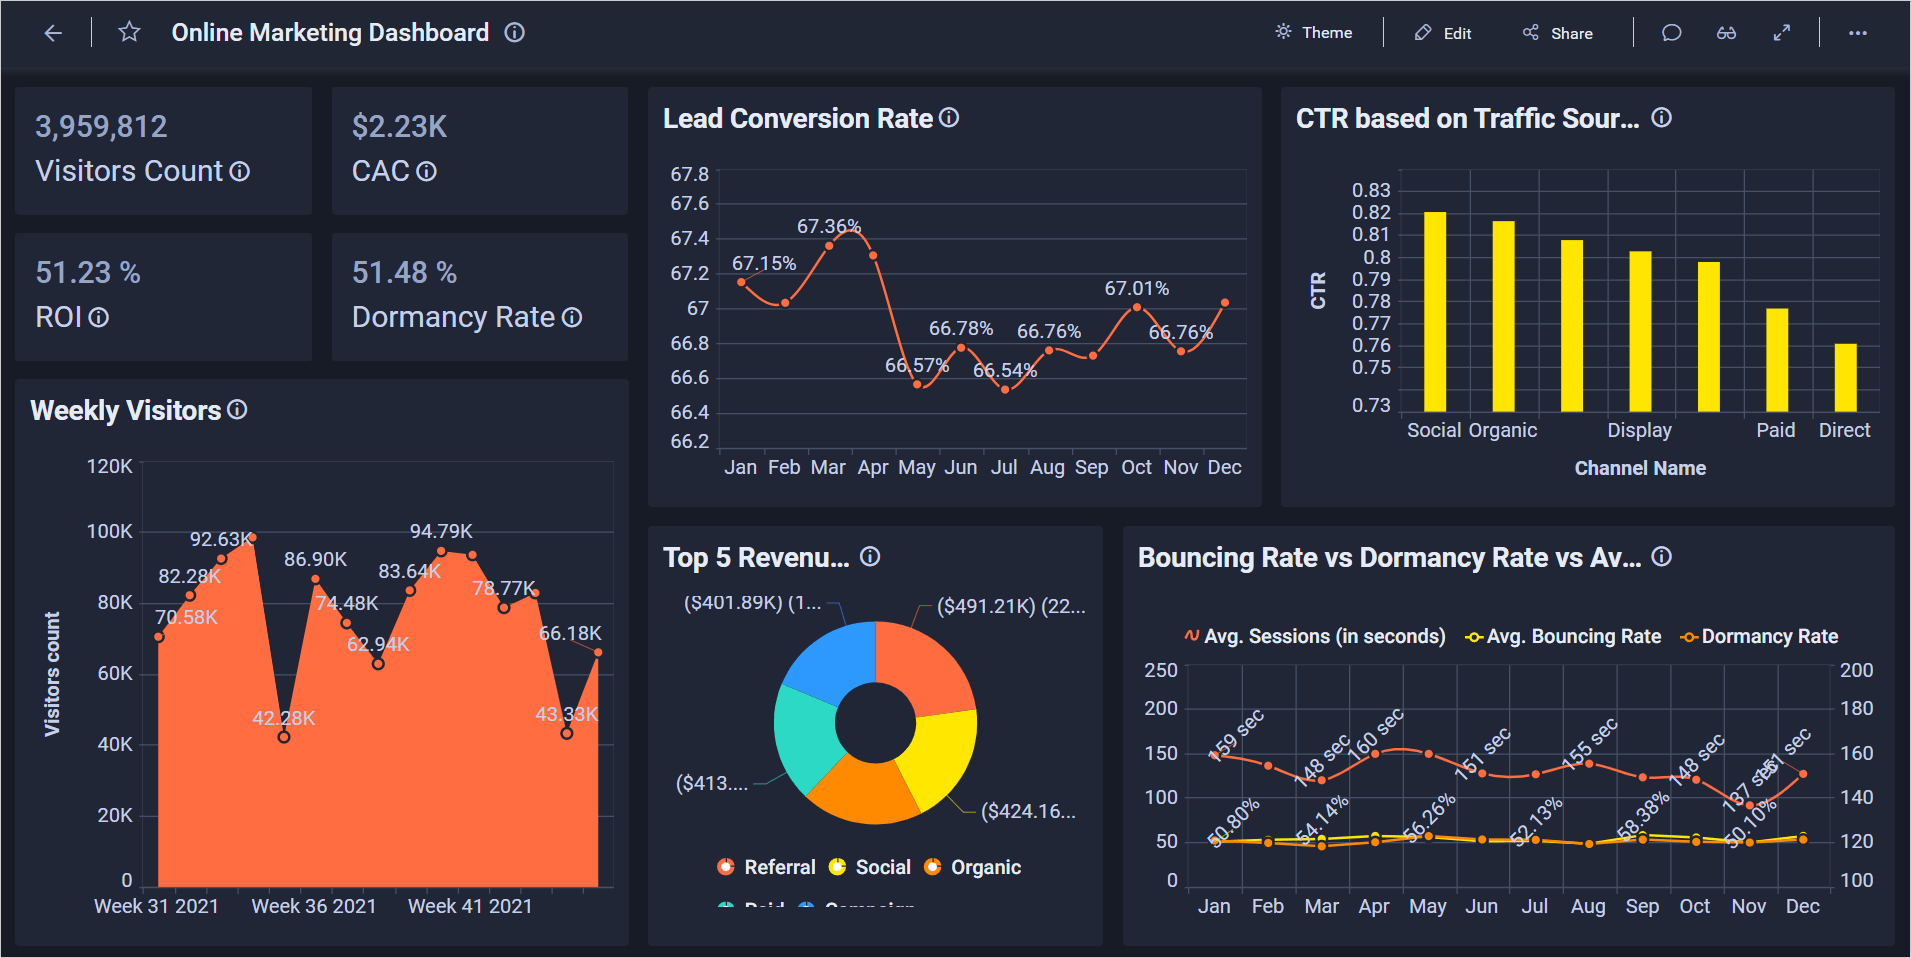 Online Marketing Dashboard
Theme
Edit
Share
3,959,812
Visitors Count
$2.23K
CAC
51.23 %
ROI
51.48 %
Dormancy Rate
Weekly Visitors
120K
100K
80K
60K
40K
20K
0
Visitors count
70.58K
82.28K
92.63K
42.28K
86.90K
74.48K
62.94K
83.64K
94.79K
78.77K
43.33K
66.18K
Week 31 2021 Week 36 2021 Week 41 2021
Lead Conversion Rate
67.8
67.6
67.4
67.2
67
66.8
66.6
66.4
66.2
67.15%
67.36%
66.57%
66.78%
66.54%
66.76%
67.01%
66.76%
Jan Feb Mar Apr May Jun Jul Aug Sep Oct Nov Dec
CTR based on Traffic Sour...
0.83
0.82
0.81
0.8
0.79
0.78
0.77
0.76
0.75
0.73
CTR
Social Organic Display Paid Direct
Channel Name
Top 5 Revenu...
($401.89K) (1...
($491.21K) (22...
($413....
($424.16...
Referral Social Organic
Bouncing Rate vs Dormancy Rate vs Av...
Avg. Sessions (in seconds) Avg. Bouncing Rate Dormancy Rate
250
200
150
100
50
0
200
180
160
140
120
100
159 sec
148 sec
160 sec
151 sec
155 sec
148 sec
137 sec
151 sec
50.80%
54.14%
56.26%
52.13%
58.38%
50.10%
Jan Feb Mar Apr May Jun Jul Aug Sep Oct Nov Dec